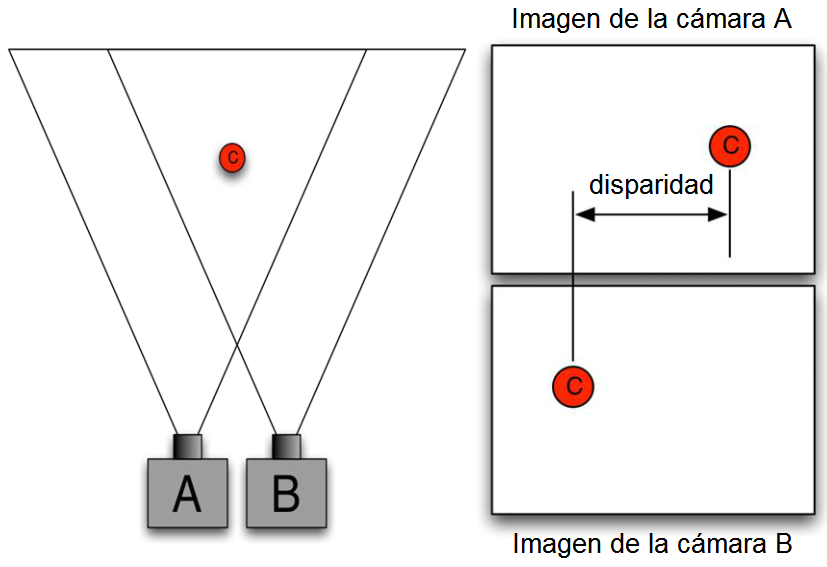 Imagen de la cámara A
C
C
disparidad
C
A
B
Imagen de la cámara B